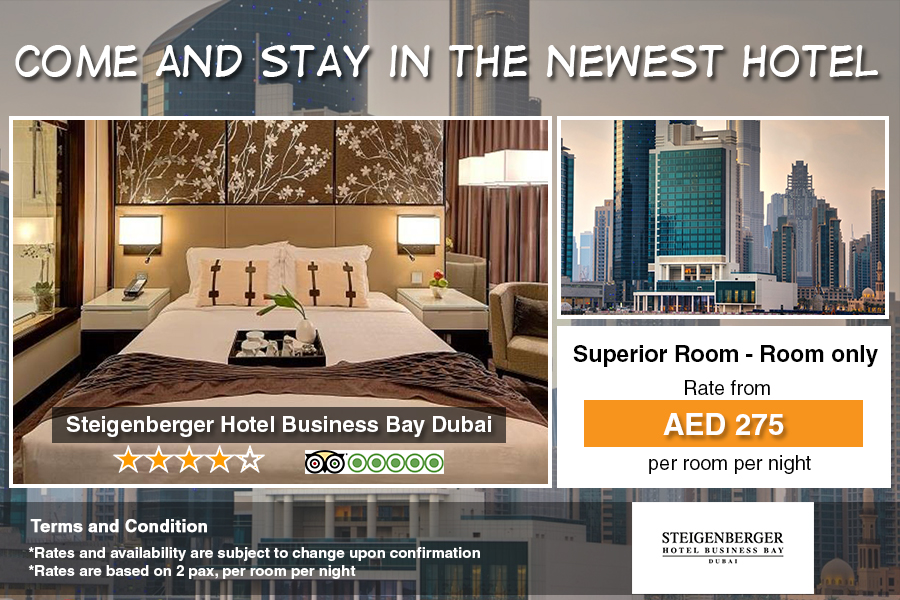 COME AND STAY IN THE NEWEST HOTEL
Steigenberger Hotel Business Bay Dubai
Superior Room - Room only
Rate from
AED 275
per room per night
Terms and Condition
*Rates and availability are subject to change upon confirmation
*Rates are based on 2 pax, per room per night
STEIGENBERGER
HOTEL BUSINESS BAY
DUBAI